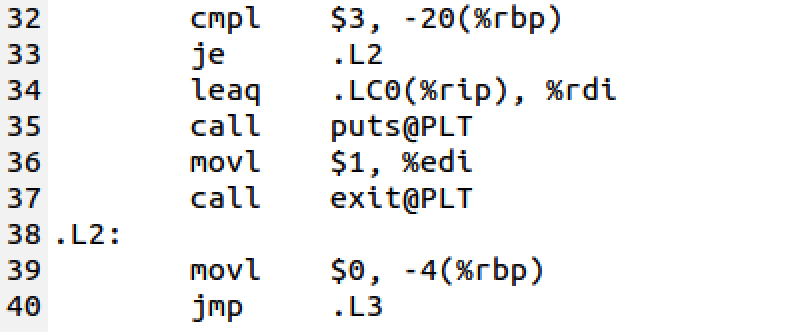 32 cmpl $3, -20(%rbp)
33 je .L2
34 leaq .LC0(%rip), %rdi
35 call puts@PLT
36 movl $1, %edi
37 call exit@PLT
38 .L2:
39 movl $0, -4(%rbp)
40 jmp .L3